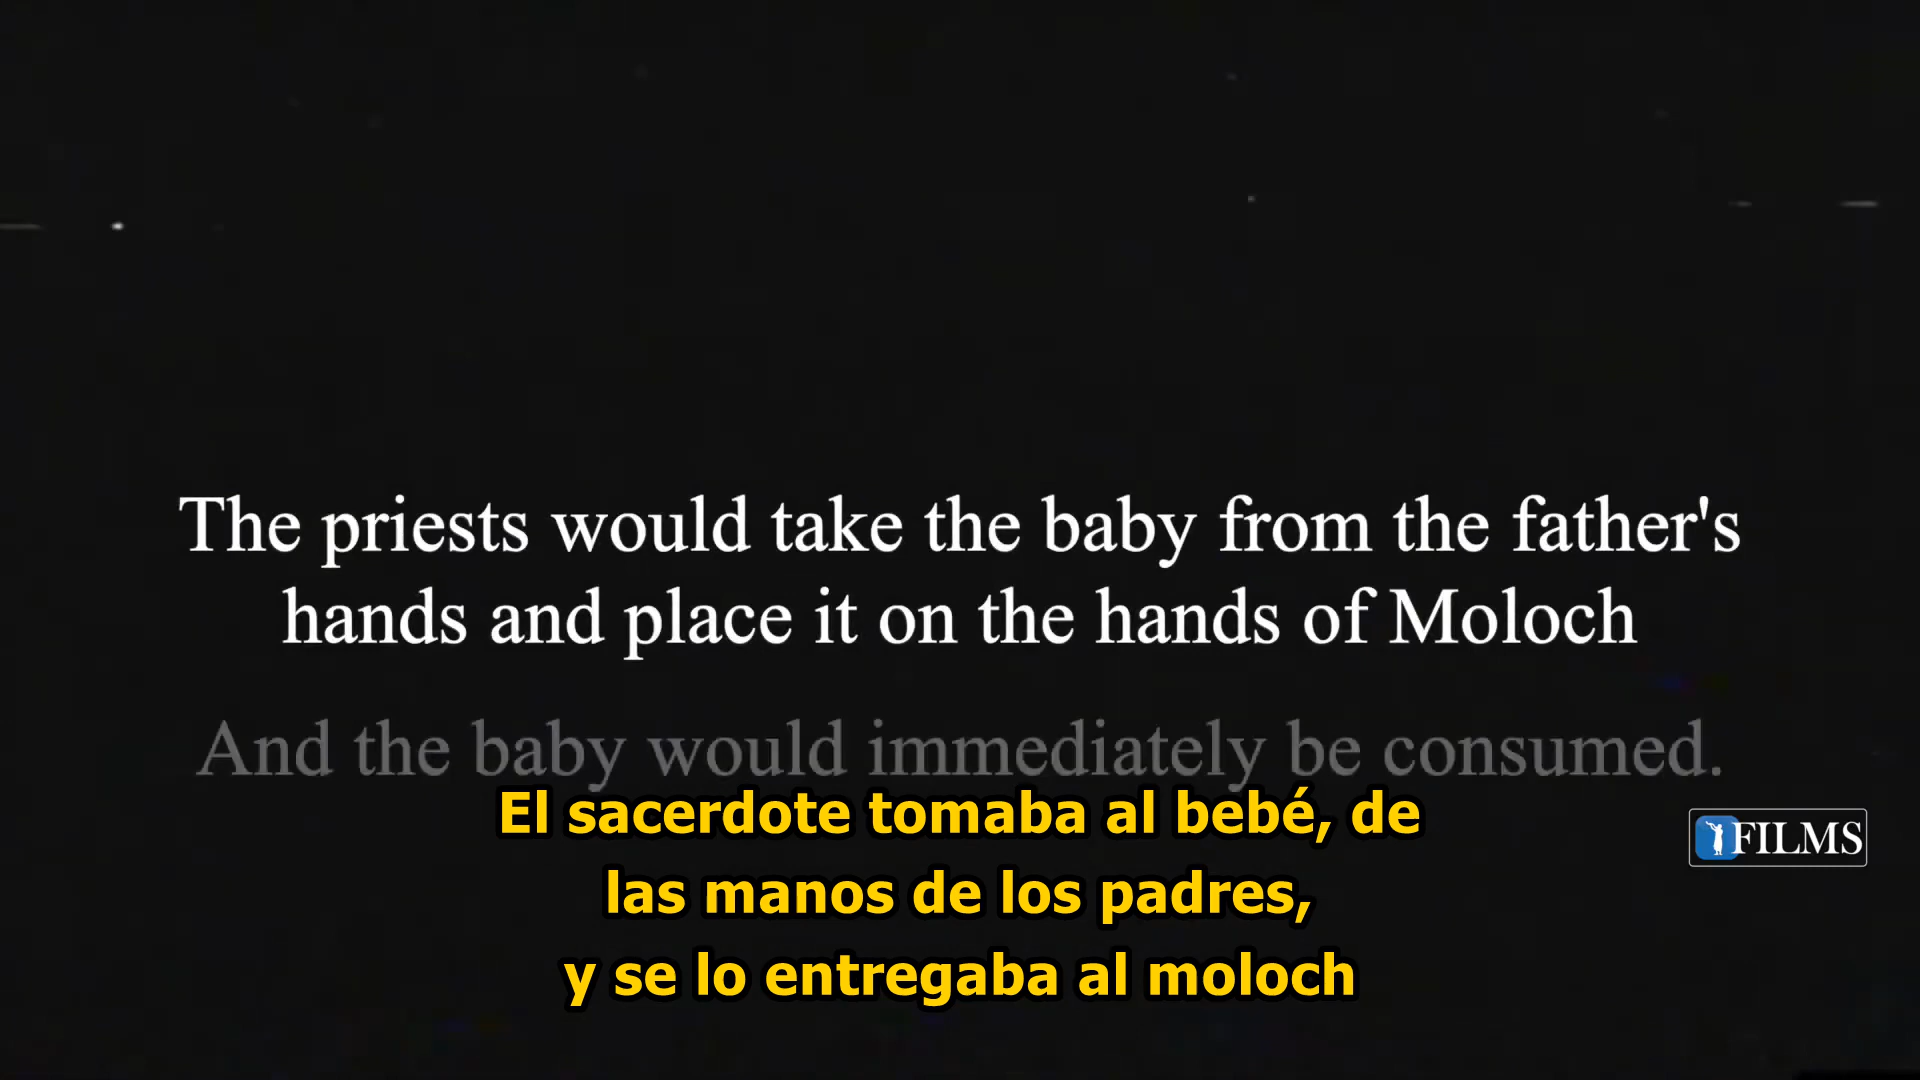 The priests would take the baby from the father's
hands and place it on the hands of Moloch
And the baby would immediately be consumed.
El sacerdote tomaba al bebé, de
las manos de los padres,
y se lo entregaba al moloch
FILMS